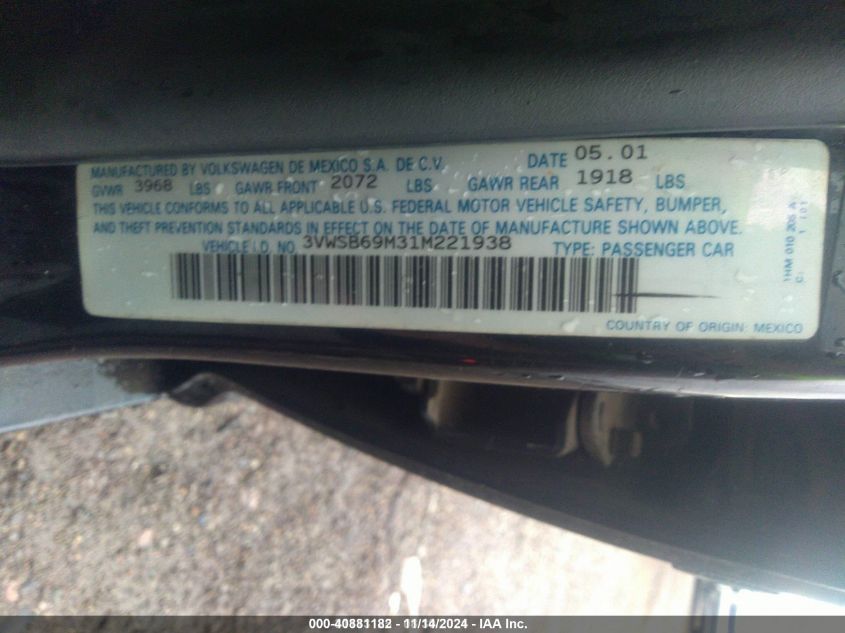 MANUFACTURED BY VOLKSWAGEN DE MEXICO S.A. DE C.V. DATE 05.01
GVWR 3968 LBS GAWR FRONT 2072 LBS GAWR REAR 1918 LBS
THIS VEHICLE CONFORMS TO ALL APPLICABLE U.S. FEDERAL MOTOR VEHICLE SAFETY, BUMPER,
AND THEFT PREVENTION STANDARDS IN EFFECT ON THE DATE OF MANUFACTURE SHOWN ABOVE.
VEHICLE I.D. NO. 3VWSB69M31M221938 TYPE: PASSENGER CAR
COUNTRY OF ORIGIN: MEXICO
1HM 010 205 A
000-40881182 - 11/14/2024 - IAA Inc.